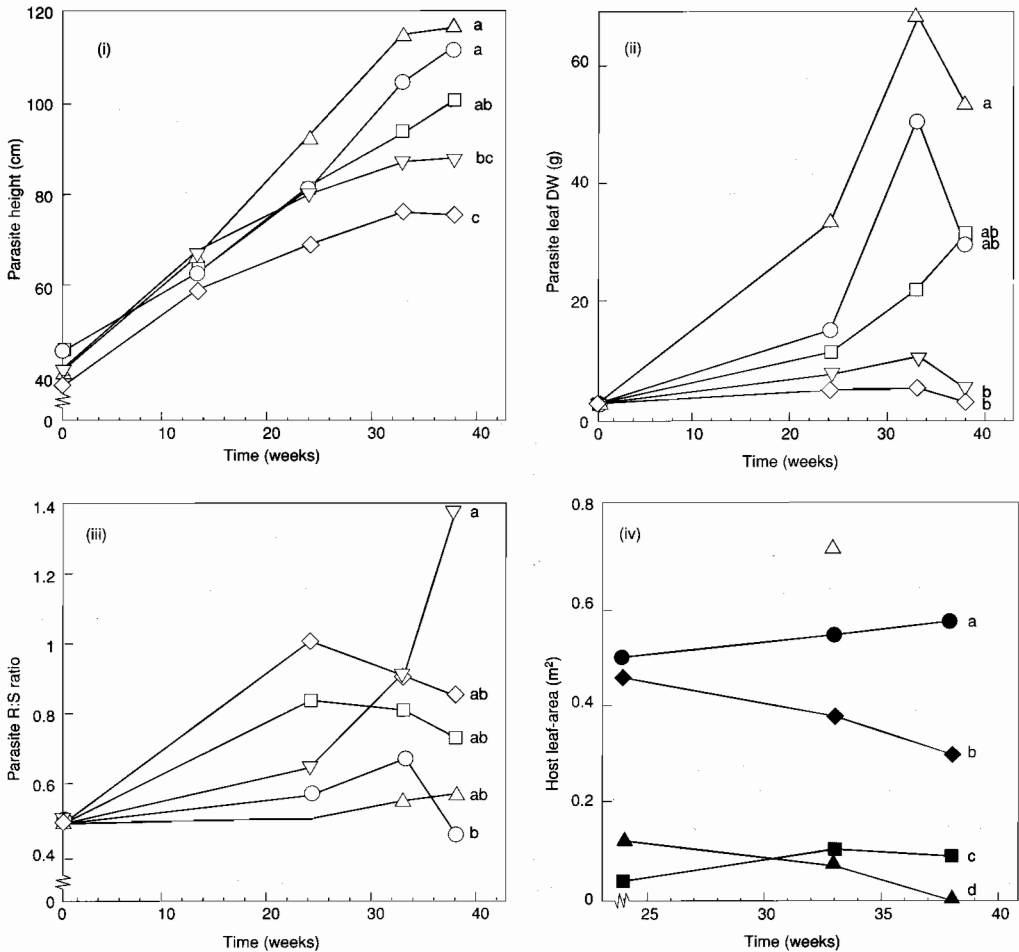 (i)
120
100
80
60
40
0
Parasite height (cm)
a
a
ab
bc
c
0 10 20 30 40
Time (weeks)
(ii)
60
40
20
0
Parasite leaf DW (g)
a
ab
ab
b
b
0 10 20 30 40
Time (weeks)
(iii)
1.4
1.2
1
0.8
0.6
0.4
0
Parasite R:S ratio
a
ab
ab
ab
b
0 10 20 30 40
Time (weeks)
(iv)
0.8
0.6
0.4
0.2
0
Host leaf-area (m²)
a
b
c
d
25 30 35 40
Time (weeks)